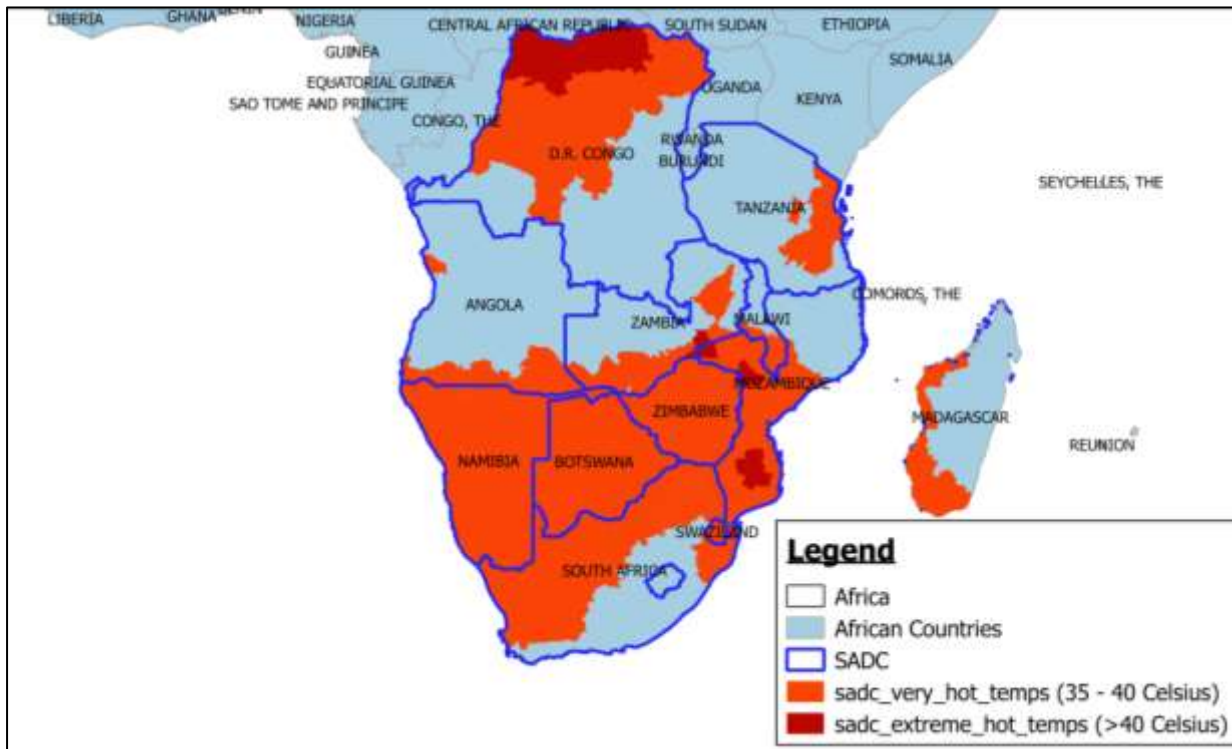 LIBERIA
GHANA
NIGERIA
CENTRAL AFRICAN REPUBLIC
SOUTH SUDAN
ETHIOPIA
GUINEA
SOMALIA
EQUATORIAL GUINEA
UGANDA
KENYA
SAO TOME AND PRINCIPE
CONGO, THE
RWANDA
D.R. CONGO
BURUNDI
SEYCHELLES, THE
TANZANIA
COMOROS, THE
ANGOLA
ZAMBIA
MALAWI
MOZAMBIQUE
ZIMBABWE
MADAGASCAR
REUNION
NAMIBIA
BOTSWANA
SWAZILAND
SOUTH AFRICA
Legend
Africa
African Countries
SADC
sadc_very_hot_temps (35 - 40 Celsius)
sadc_extreme_hot_temps (>40 Celsius)